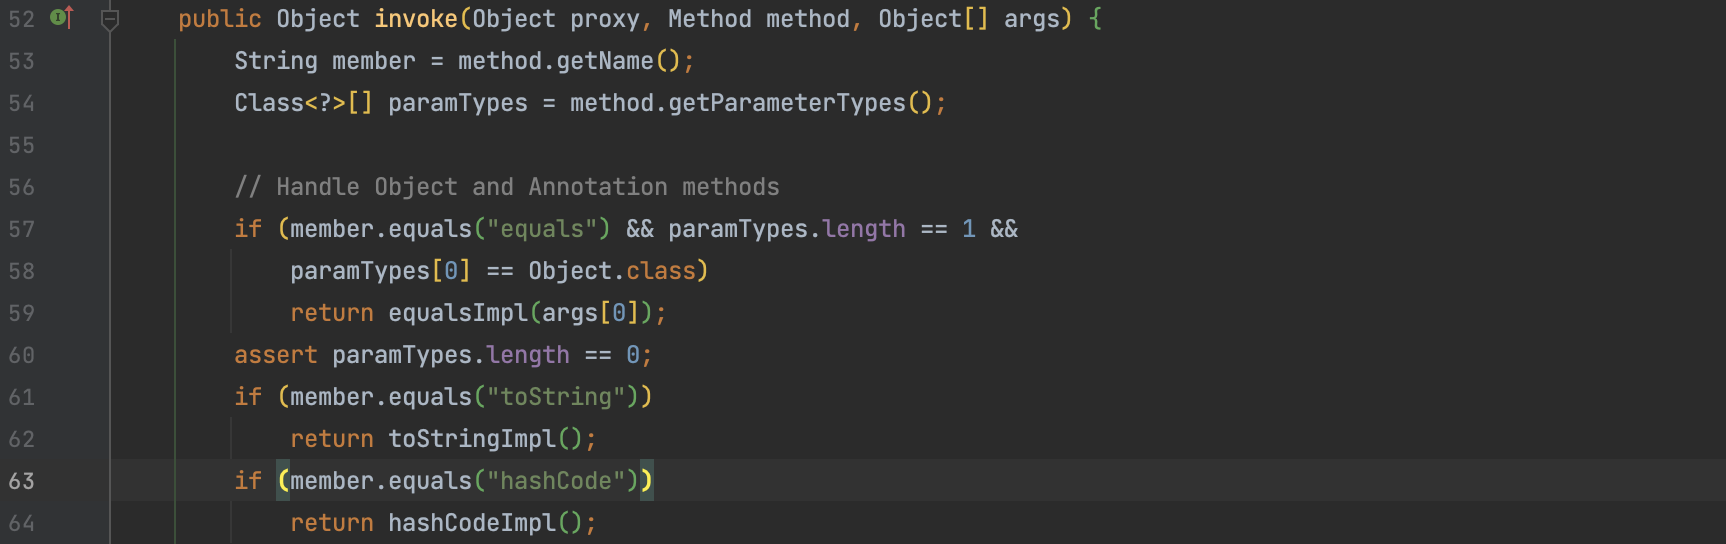 52 public Object invoke(Object proxy, Method method, Object[] args) {
53 String member = method.getName();
54 Class<?>[] paramTypes = method.getParameterTypes();
55
56 // Handle Object and Annotation methods
57 if (member.equals("equals") && paramTypes.length == 1 &&
58 paramTypes[0] == Object.class)
59 return equalsImpl(args[0]);
60 assert paramTypes.length == 0;
61 if (member.equals("toString"))
62 return toStringImpl();
63 if (member.equals("hashCode"))
64 return hashCodeImpl();